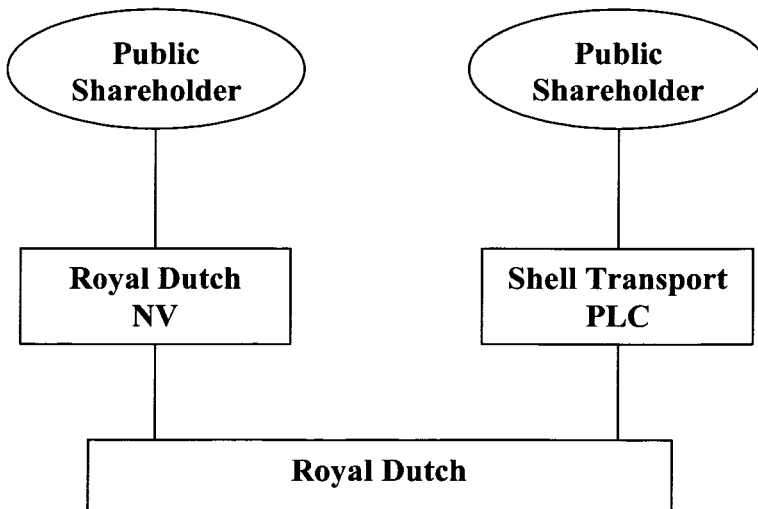 Public
Shareholder
Public
Shareholder
Royal Dutch
NV
Shell Transport
PLC
Royal Dutch